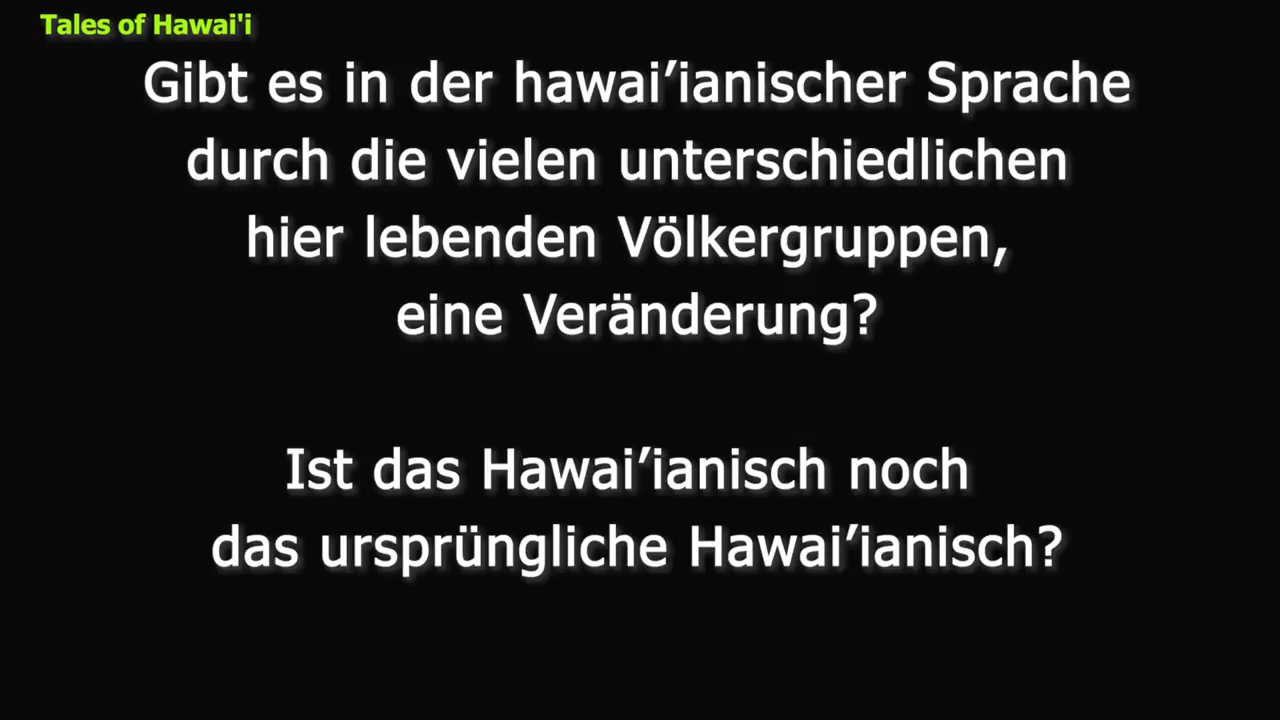 Tales of Hawai'i
Gibt es in der hawai’ianischer Sprache
durch die vielen unterschiedlichen
hier lebenden Völkergruppen,
eine Veränderung?
Ist das Hawai’ianisch noch
das ursprüngliche Hawai’ianisch?